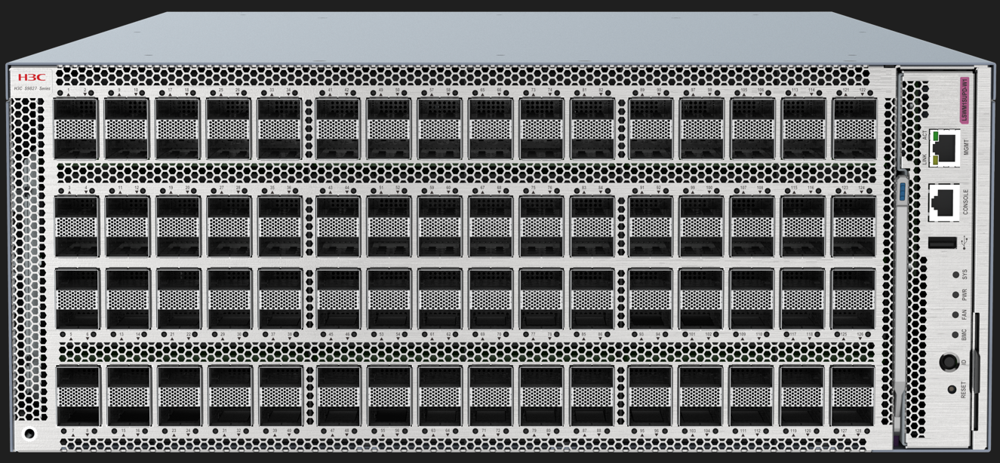 H3C
H3C S9827 Series
1 2 9 10 17 18 25 26 33 34 41 42 49 50 57 58 65 66 73 74 81 82 89 90 97 98 105 106 113 114 121 122
3 4 11 12 19 20 27 28 35 36 43 44 51 52 59 60 67 68 75 76 83 84 91 92 99 100 107 108 115 116 123 124
5 6 13 14 21 22 29 30 37 38 45 46 53 54 61 62 69 70 77 78 85 86 93 94 101 102 109 110 117 118 125 126
7 8 15 16 23 24 31 32 39 40 47 48 55 56 63 64 71 72 79 80 87 88 95 96 103 104 111 112 119 120 127 128
LSWM1SUPD-W1
ACT
LINK
MGMT
CONSOLE
SYS
PWR
FAN
BMC
ID
RESET